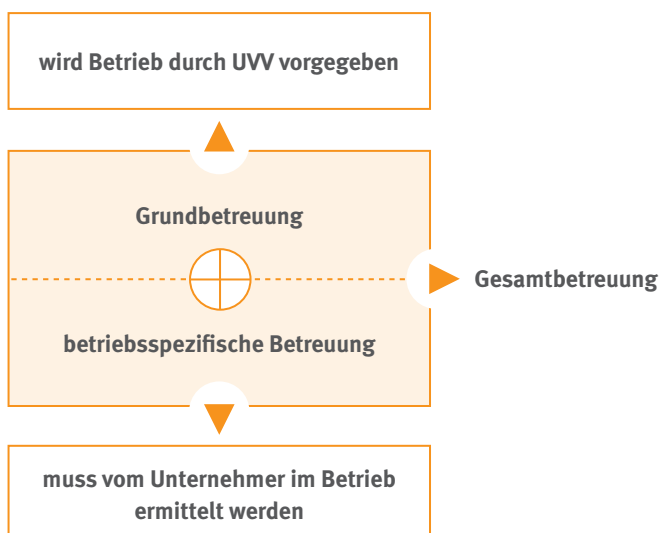 wird Betrieb durch UVV vorgegeben
Grundbetreuung
Gesamtbetreuung
betriebsspezifische Betreuung
muss vom Unternehmer im Betrieb
ermittelt werden